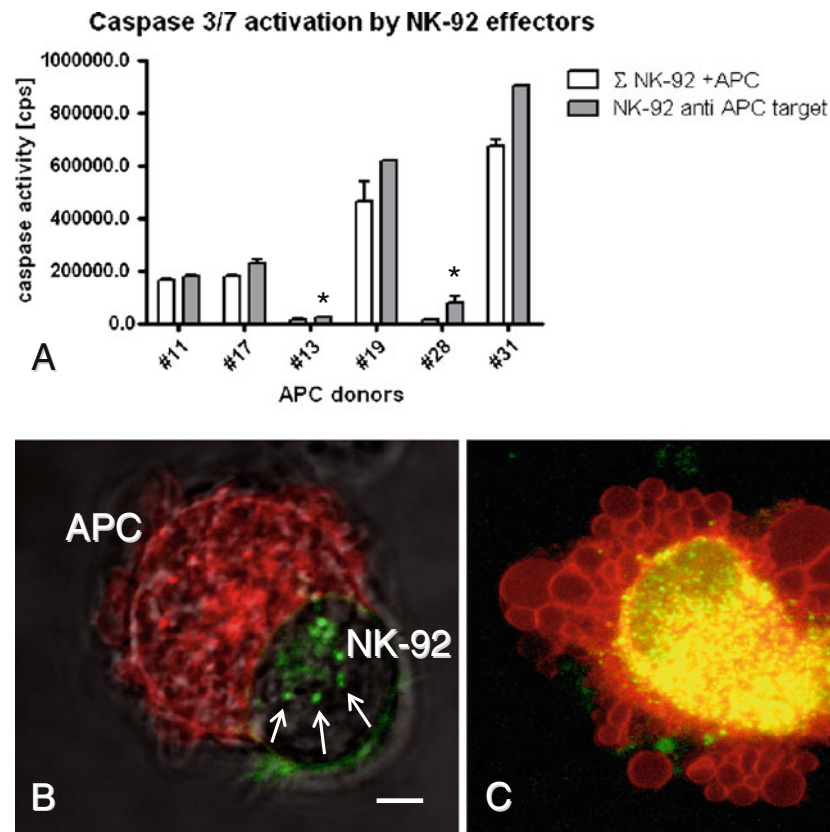 Caspase 3/7 activation by NK-92 effectors
1000000.0
800000.0
600000.0
400000.0
200000.0
0.0
caspase activity [cps]
Σ NK-92 +APC
NK-92 anti APC target
*
*
#11 #17 #13 #19 #28 #31
APC donors
A
APC
NK-92
B
C